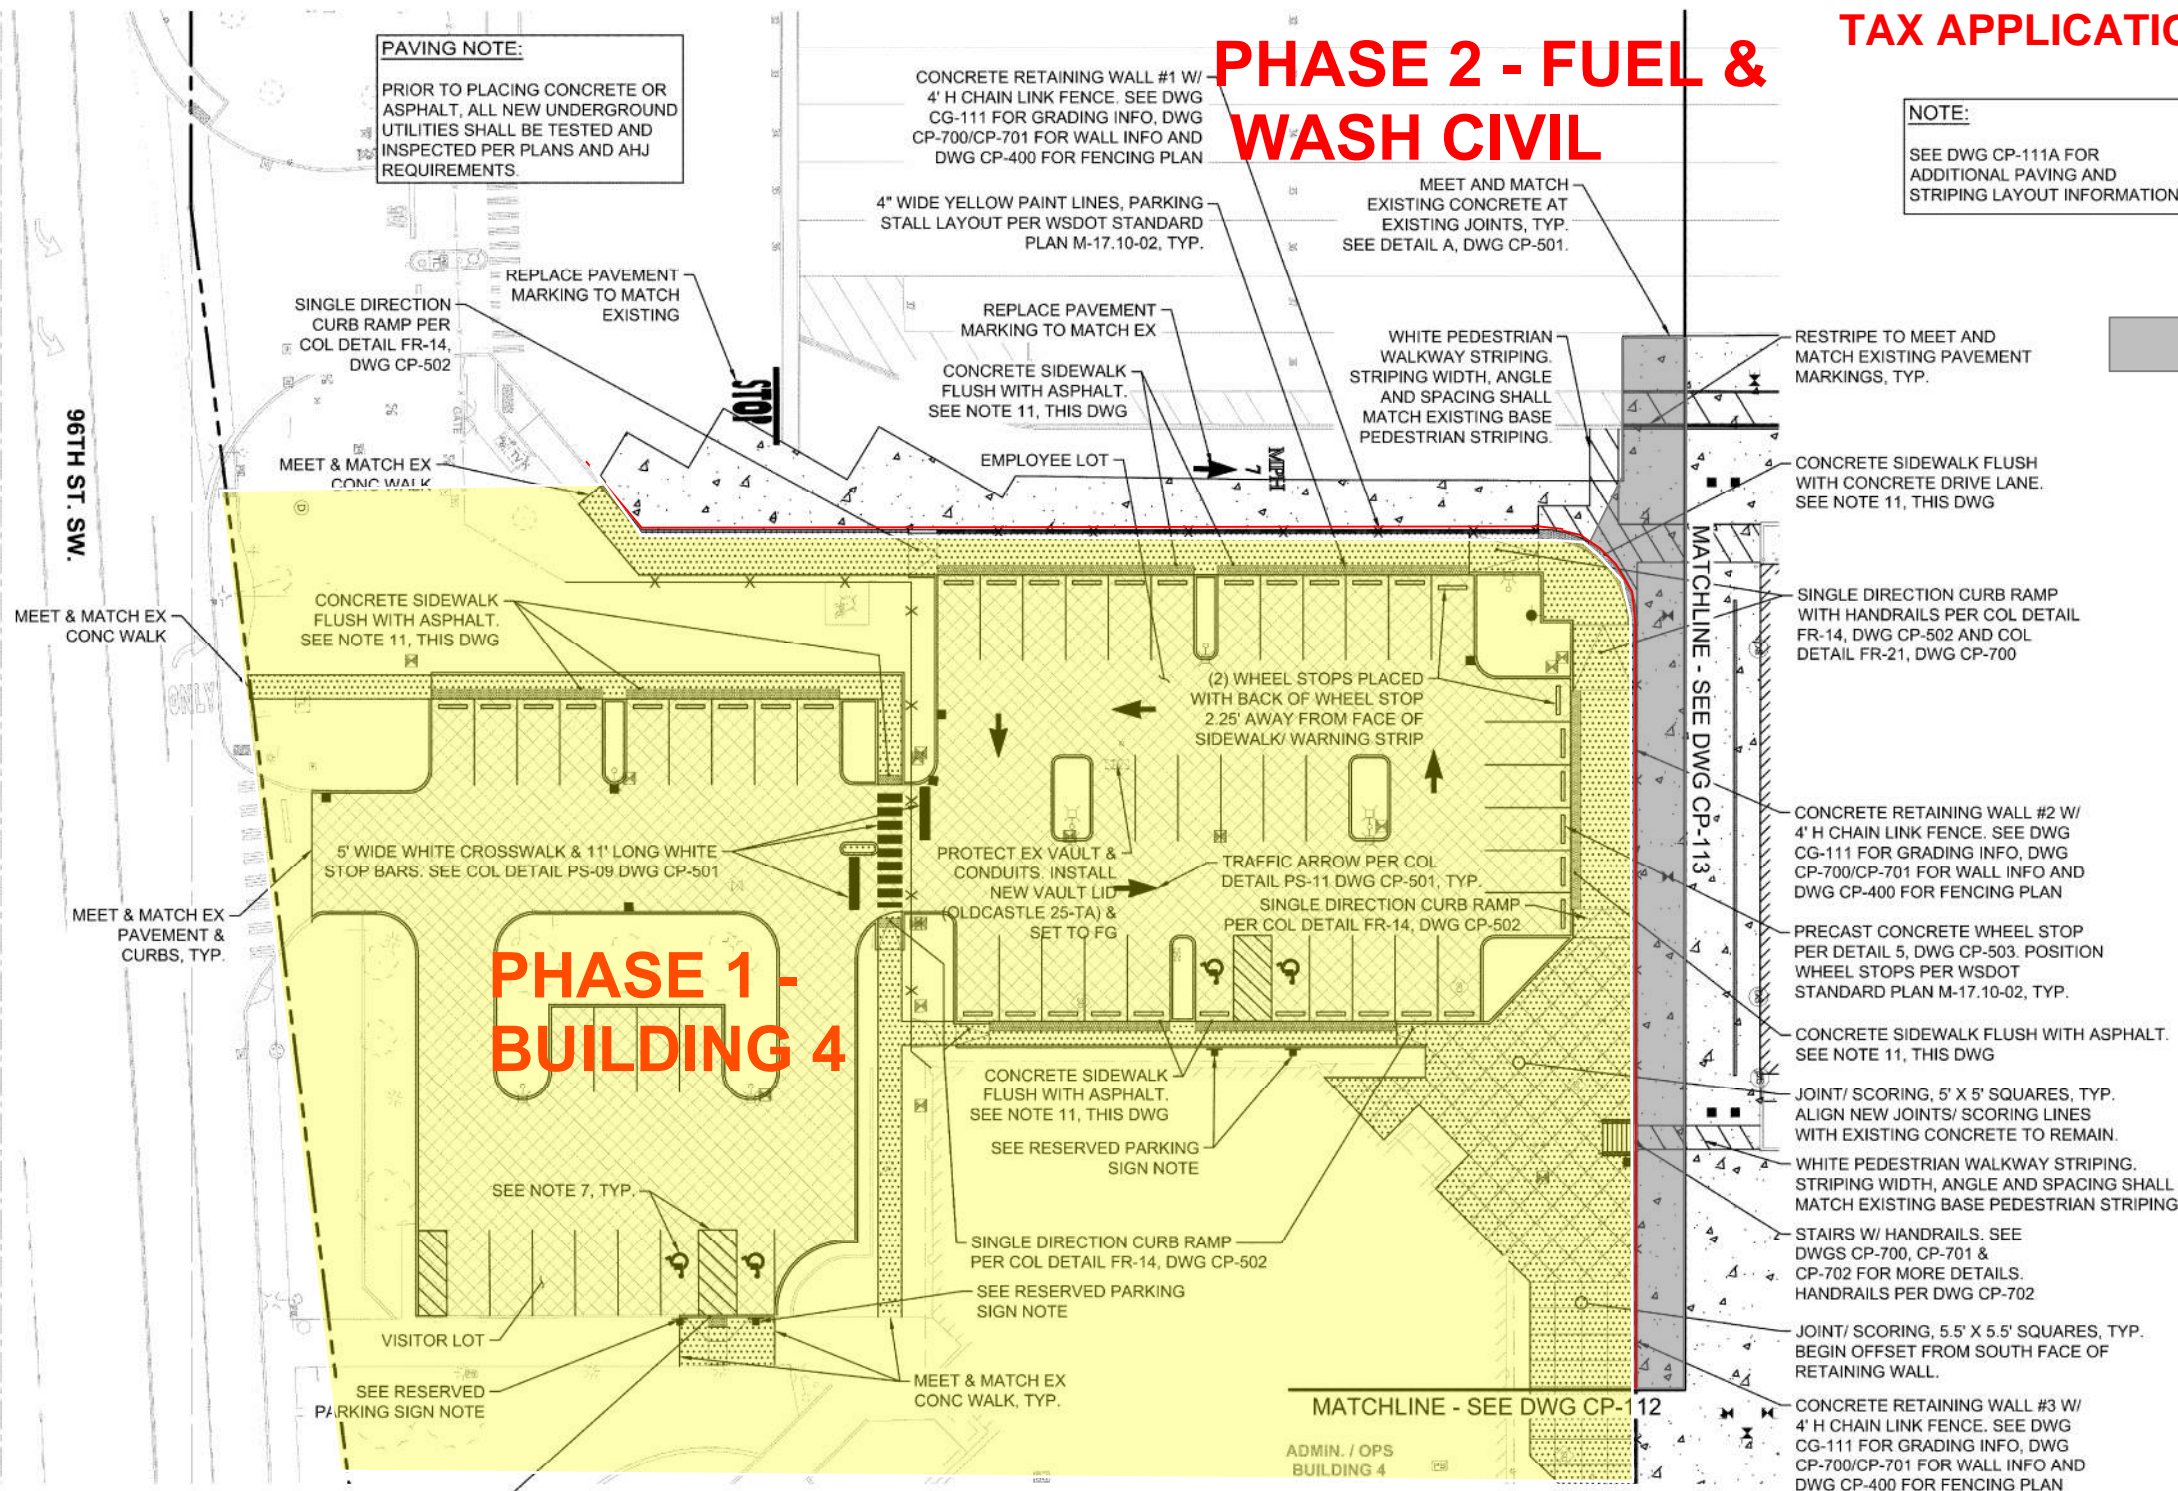 TAX APPLICATIO
PHASE 2 - FUEL &
WASH CIVIL
PAVING NOTE:
PRIOR TO PLACING CONCRETE OR
ASPHALT, ALL NEW UNDERGROUND
UTILITIES SHALL BE TESTED AND
INSPECTED PER PLANS AND AHJ
REQUIREMENTS.
CONCRETE RETAINING WALL #1 W/
4' H CHAIN LINK FENCE. SEE DWG
CG-111 FOR GRADING INFO, DWG
CP-700/CP-701 FOR WALL INFO AND
DWG CP-400 FOR FENCING PLAN
NOTE:
SEE DWG CP-111A FOR
ADDITIONAL PAVING AND
STRIPING LAYOUT INFORMATION
4" WIDE YELLOW PAINT LINES, PARKING
STALL LAYOUT PER WSDOT STANDARD
PLAN M-17.10-02, TYP.
MEET AND MATCH
EXISTING CONCRETE AT
EXISTING JOINTS, TYP.
SEE DETAIL A, DWG CP-501.
REPLACE PAVEMENT
MARKING TO MATCH
EXISTING
SINGLE DIRECTION
CURB RAMP PER
COL DETAIL FR-14,
DWG CP-502
REPLACE PAVEMENT
MARKING TO MATCH EX
WHITE PEDESTRIAN
WALKWAY STRIPING.
STRIPING WIDTH, ANGLE
AND SPACING SHALL
MATCH EXISTING BASE
PEDESTRIAN STRIPING.
RESTRIPE TO MEET AND
MATCH EXISTING PAVEMENT
MARKINGS, TYP.
CONCRETE SIDEWALK
FLUSH WITH ASPHALT.
SEE NOTE 11, THIS DWG
STOP
96TH ST. SW.
GATE
MEET & MATCH EX
CONC WALK
EMPLOYEE LOT
7
MPH
CONCRETE SIDEWALK FLUSH
WITH CONCRETE DRIVE LANE.
SEE NOTE 11, THIS DWG
MATCHLINE - SEE DWG CP-113
MEET & MATCH EX
CONC WALK
CONCRETE SIDEWALK
FLUSH WITH ASPHALT.
SEE NOTE 11, THIS DWG
SINGLE DIRECTION CURB RAMP
WITH HANDRAILS PER COL DETAIL
FR-14, DWG CP-502 AND COL
DETAIL FR-21, DWG CP-700
ONLY
(2) WHEEL STOPS PLACED
WITH BACK OF WHEEL STOP
2.25' AWAY FROM FACE OF
SIDEWALK/ WARNING STRIP
5' WIDE WHITE CROSSWALK & 11' LONG WHITE
STOP BARS. SEE COL DETAIL PS-09 DWG CP-501
PROTECT EX VAULT &
CONDUITS. INSTALL
NEW VAULT LID
(OLDCASTLE 25-TA) &
SET TO FG
TRAFFIC ARROW PER COL
DETAIL PS-11 DWG CP-501, TYP.
SINGLE DIRECTION CURB RAMP
PER COL DETAIL FR-14, DWG CP-502
CONCRETE RETAINING WALL #2 W/
4' H CHAIN LINK FENCE. SEE DWG
CG-111 FOR GRADING INFO, DWG
CP-700/CP-701 FOR WALL INFO AND
DWG CP-400 FOR FENCING PLAN
MEET & MATCH EX
PAVEMENT &
CURBS, TYP.
PRECAST CONCRETE WHEEL STOP
PER DETAIL 5, DWG CP-503. POSITION
WHEEL STOPS PER WSDOT
STANDARD PLAN M-17.10-02, TYP.
PHASE 1 -
BUILDING 4
CONCRETE SIDEWALK FLUSH WITH ASPHALT.
SEE NOTE 11, THIS DWG
CONCRETE SIDEWALK
FLUSH WITH ASPHALT.
SEE NOTE 11, THIS DWG
JOINT/ SCORING, 5' X 5' SQUARES, TYP.
ALIGN NEW JOINTS/ SCORING LINES
WITH EXISTING CONCRETE TO REMAIN.
SEE RESERVED PARKING
SIGN NOTE
WHITE PEDESTRIAN WALKWAY STRIPING.
STRIPING WIDTH, ANGLE AND SPACING SHALL
MATCH EXISTING BASE PEDESTRIAN STRIPING
SEE NOTE 7, TYP.
SINGLE DIRECTION CURB RAMP
PER COL DETAIL FR-14, DWG CP-502
STAIRS W/ HANDRAILS. SEE
DWGS CP-700, CP-701 &
CP-702 FOR MORE DETAILS.
HANDRAILS PER DWG CP-702
SEE RESERVED PARKING
SIGN NOTE
VISITOR LOT
JOINT/ SCORING, 5.5' X 5.5' SQUARES, TYP.
BEGIN OFFSET FROM SOUTH FACE OF
RETAINING WALL.
SEE RESERVED
PARKING SIGN NOTE
MEET & MATCH EX
CONC WALK, TYP.
MATCHLINE - SEE DWG CP-112
ADMIN. / OPS
BUILDING 4
CONCRETE RETAINING WALL #3 W/
4' H CHAIN LINK FENCE. SEE DWG
CG-111 FOR GRADING INFO, DWG
CP-700/CP-701 FOR WALL INFO AND
DWG CP-400 FOR FENCING PLAN